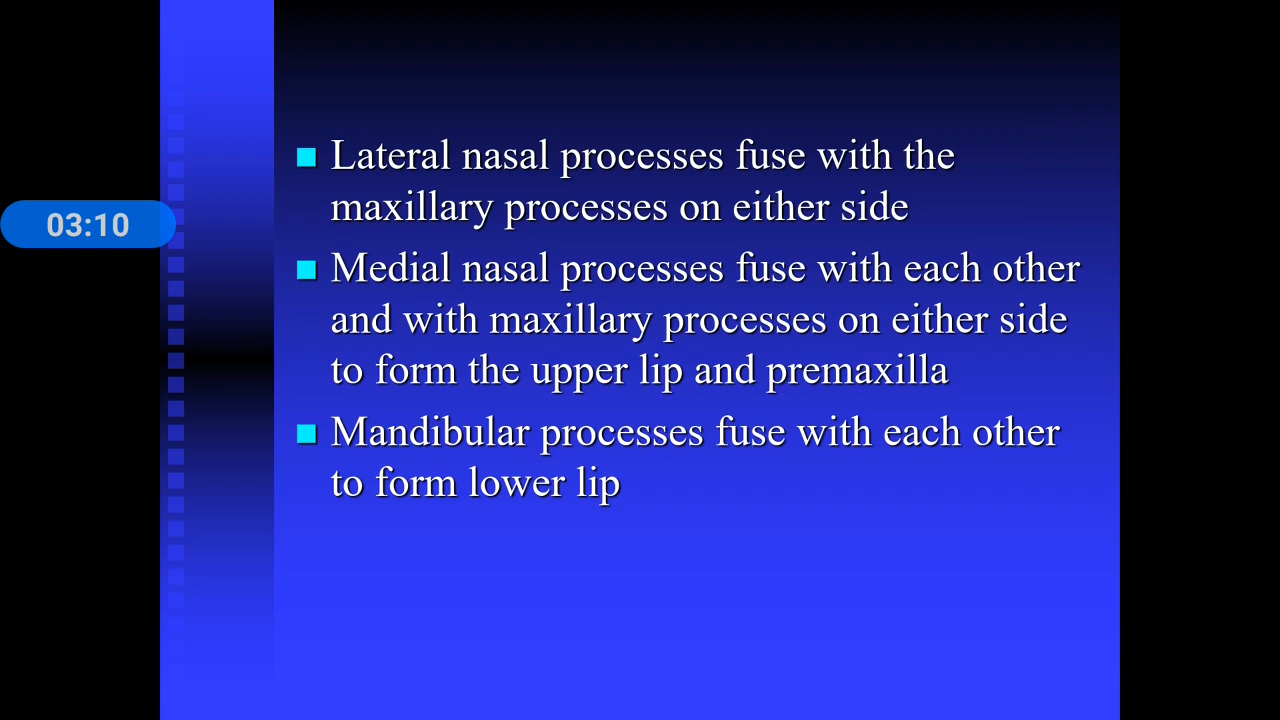 03:10
Lateral nasal processes fuse with the
maxillary processes on either side
Medial nasal processes fuse with each other
and with maxillary processes on either side
to form the upper lip and premaxilla
Mandibular processes fuse with each other
to form lower lip